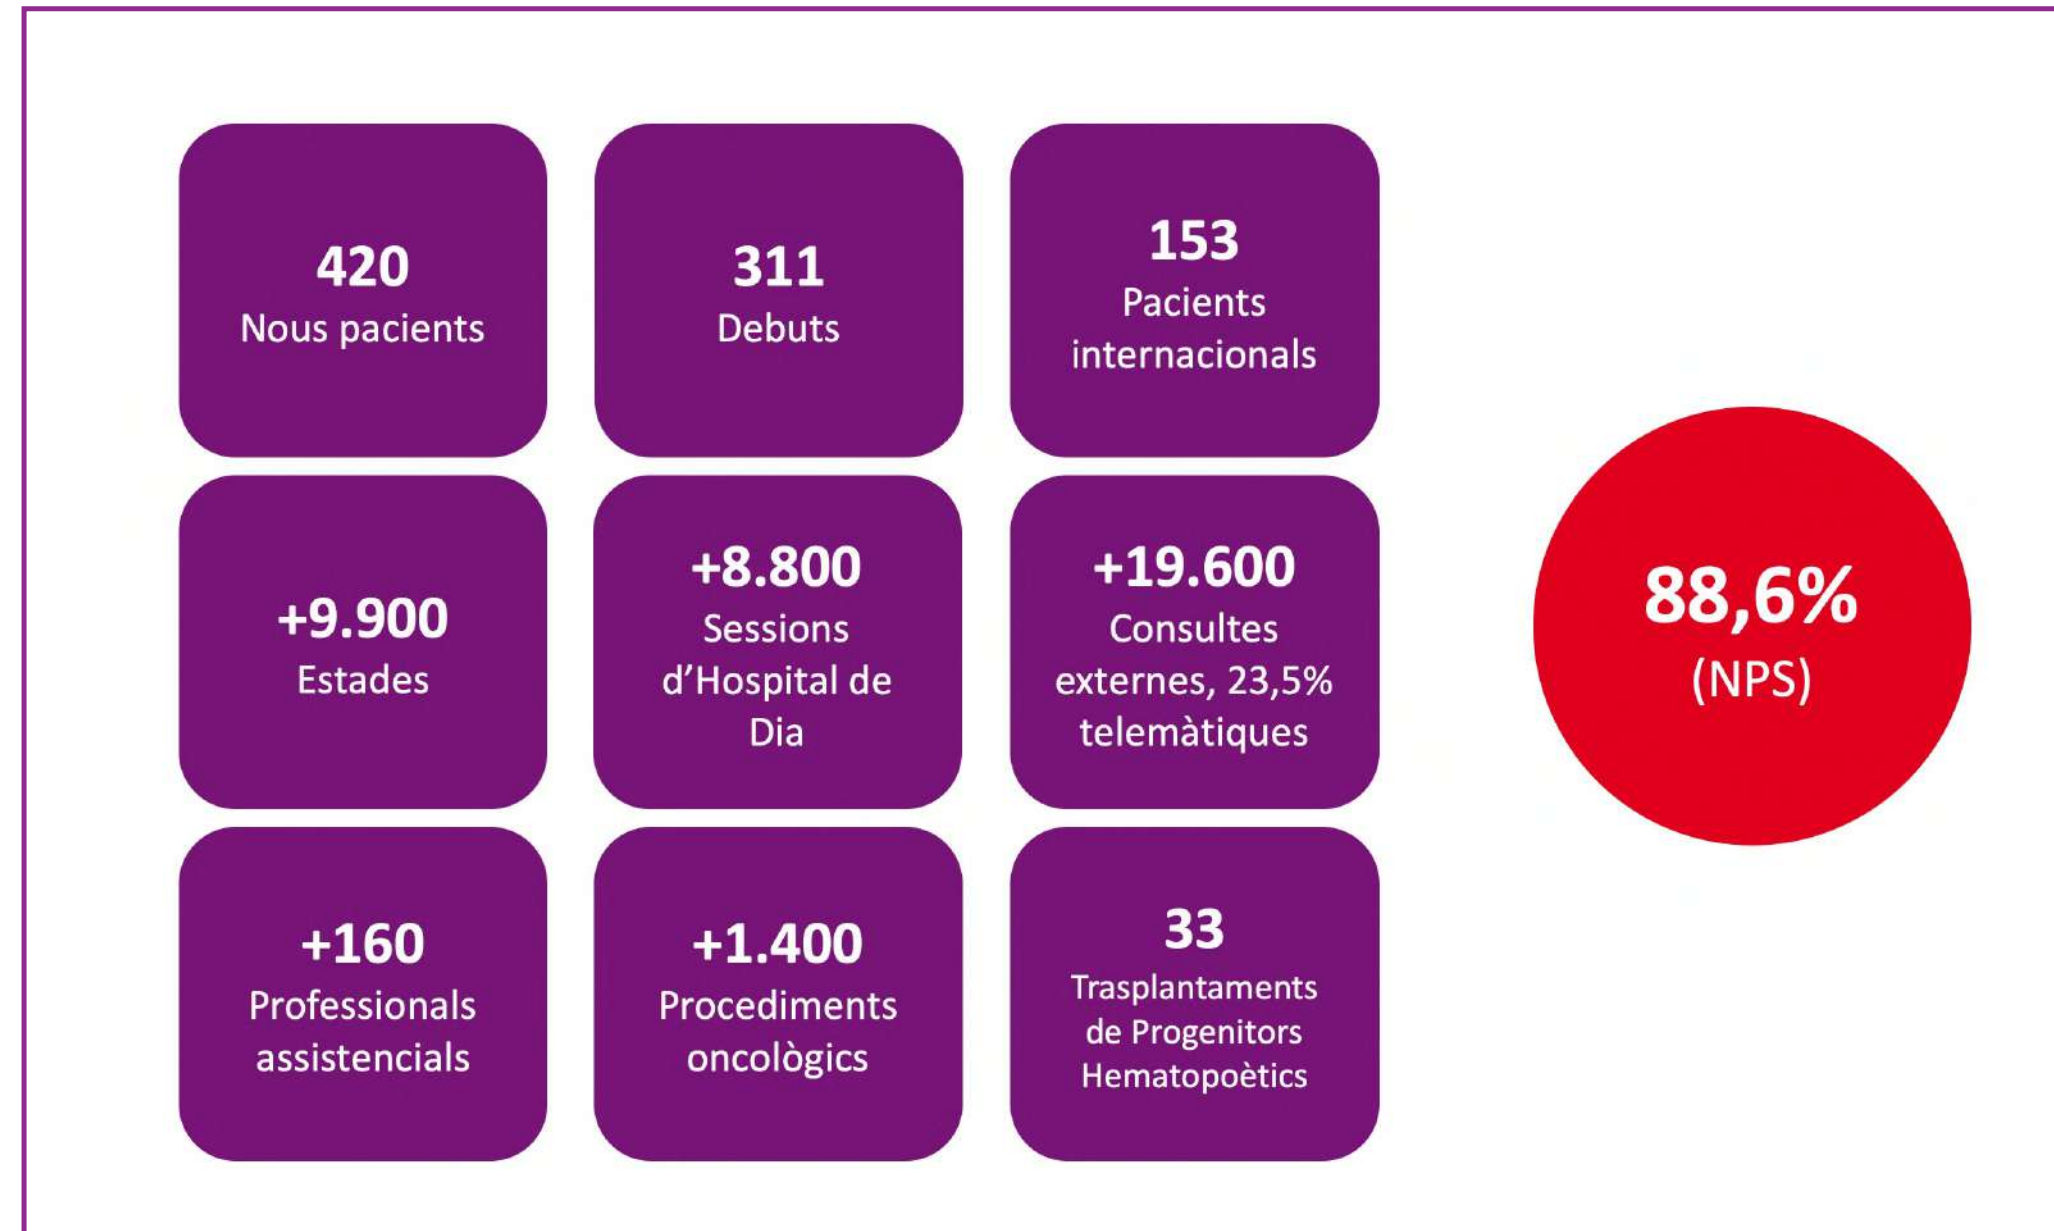 420
Nous pacients
311
Debuts
153
Pacients
internacionals
+9.900
Estades
+8.800
Sessions
d’Hospital de
Dia
+19.600
Consultes
externes, 23,5%
telemàtiques
+160
Professionals
assistencials
+1.400
Procediments
oncològics
33
Trasplantaments
de Progenitors
Hematopoètics
88,6%
(NPS)